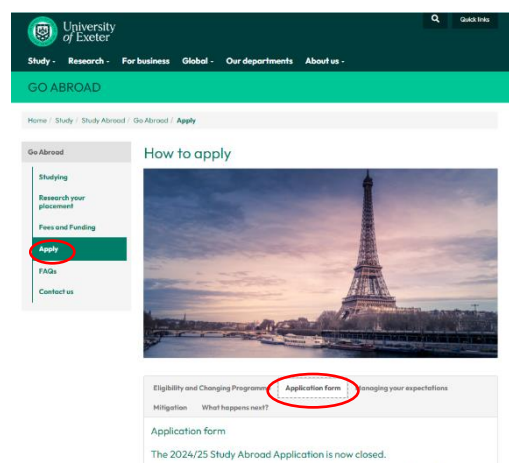 University
of Exeter
Quick links
Study - Research - For business Global - Our departments About us -
GO ABROAD
Home / Study / Study Abroad / Go Abroad / Apply
Go Abroad
Studying
Research your
placement
Fees and Funding
Apply
FAQs
Contact us
How to apply
Eligibility and Changing Programme Application form Managing your expectations
Mitigation What happens next?
Application form
The 2024/25 Study Abroad Application is now closed.